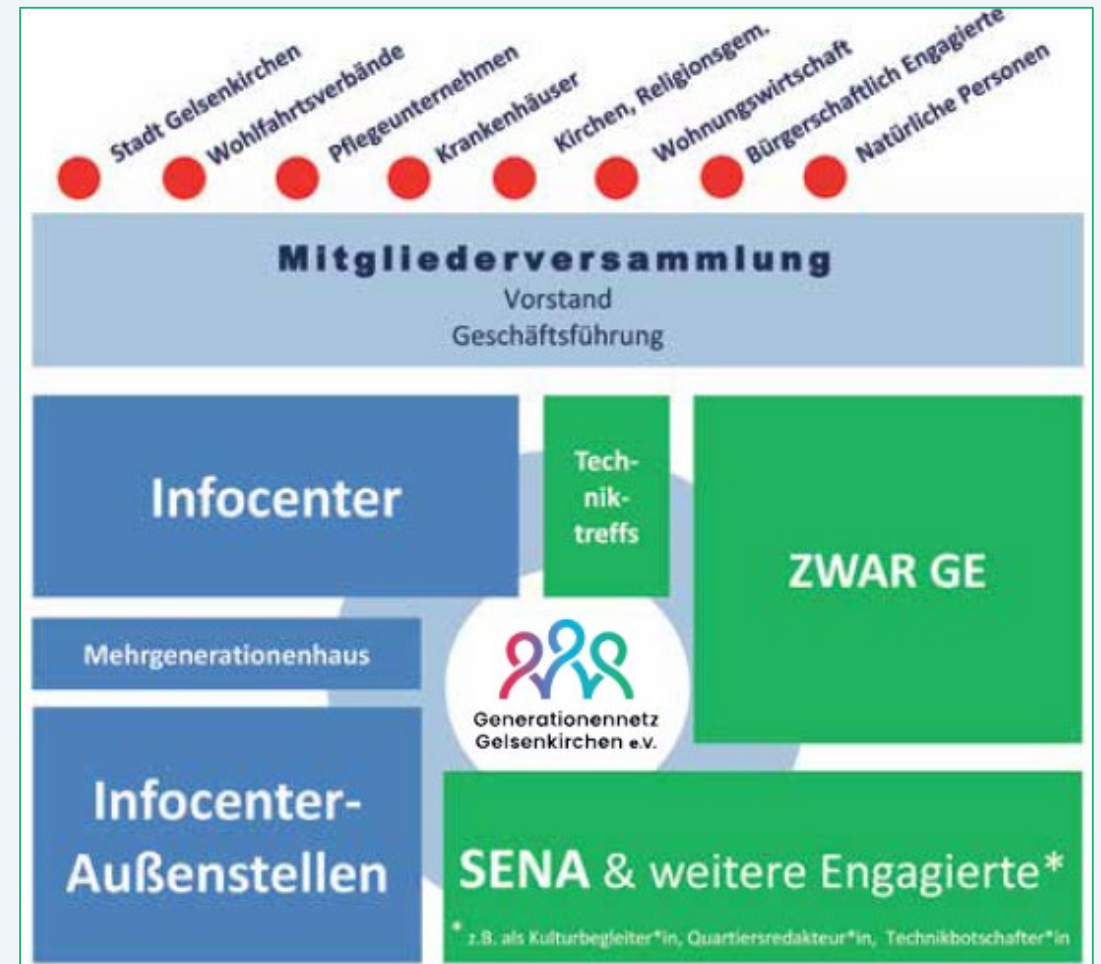 Stadt Gelsenkirchen
Wohlfahrtsverbände
Pflegeunternehmen
Krankenhäuser
Kirchen, Religionsgem.
Wohnungswirtschaft
Bürgerschaftlich Engagierte
Natürliche Personen
Mitgliederversammlung
Vorstand
Geschäftsführung
Infocenter
Tech-
nik-
treffs
ZWAR GE
Mehrgenerationenhaus
Generationennetz
Gelsenkirchen e.V.
Infocenter-
Außenstellen
SENA & weitere Engagierte*
* z.B. als Kulturbegleiter*in, Quartiersredakteur*in, Technikbotschafter*in